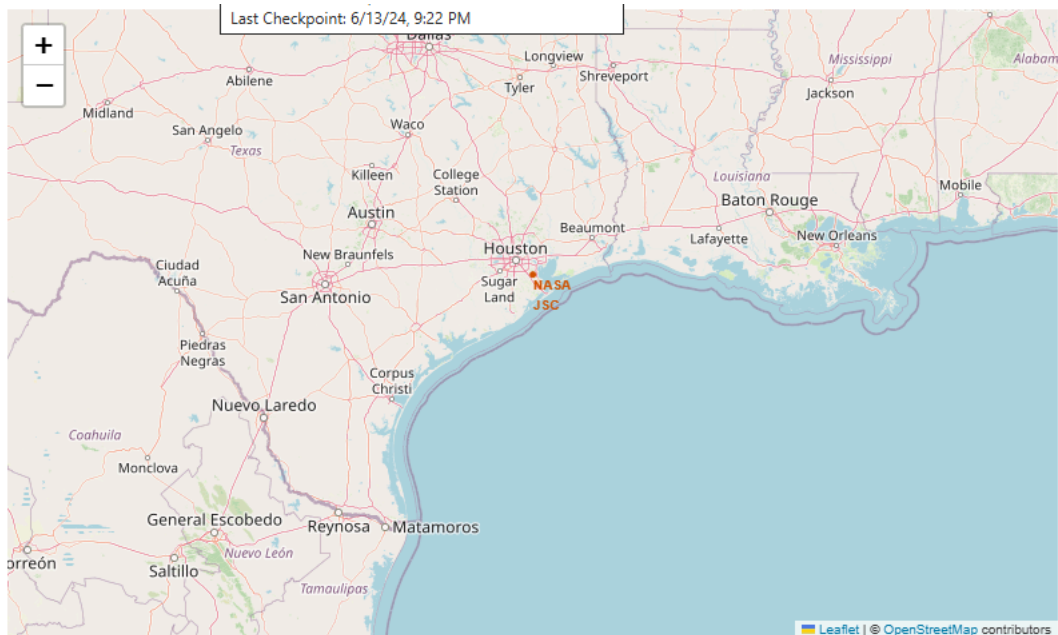 Last Checkpoint: 6/13/24, 9:22 PM
+
−
Dallas
Longview
Abilene
Tyler
Shreveport
Mississippi
Midland
Jackson
Waco
San Angelo
Texas
Killeen
College
Station
Louisiana
Mobile
Baton Rouge
Austin
Beaumont
Lafayette
New Orleans
Houston
New Braunfels
Ciudad
Acuña
Sugar
Land
NASA
JSC
San Antonio
Piedras
Negras
Corpus
Christi
Nuevo Laredo
Coahuila
Monclova
General Escobedo
Reynosa
Matamoros
Nuevo León
Saltillo
Tamaulipas
Leaflet | © OpenStreetMap contributors